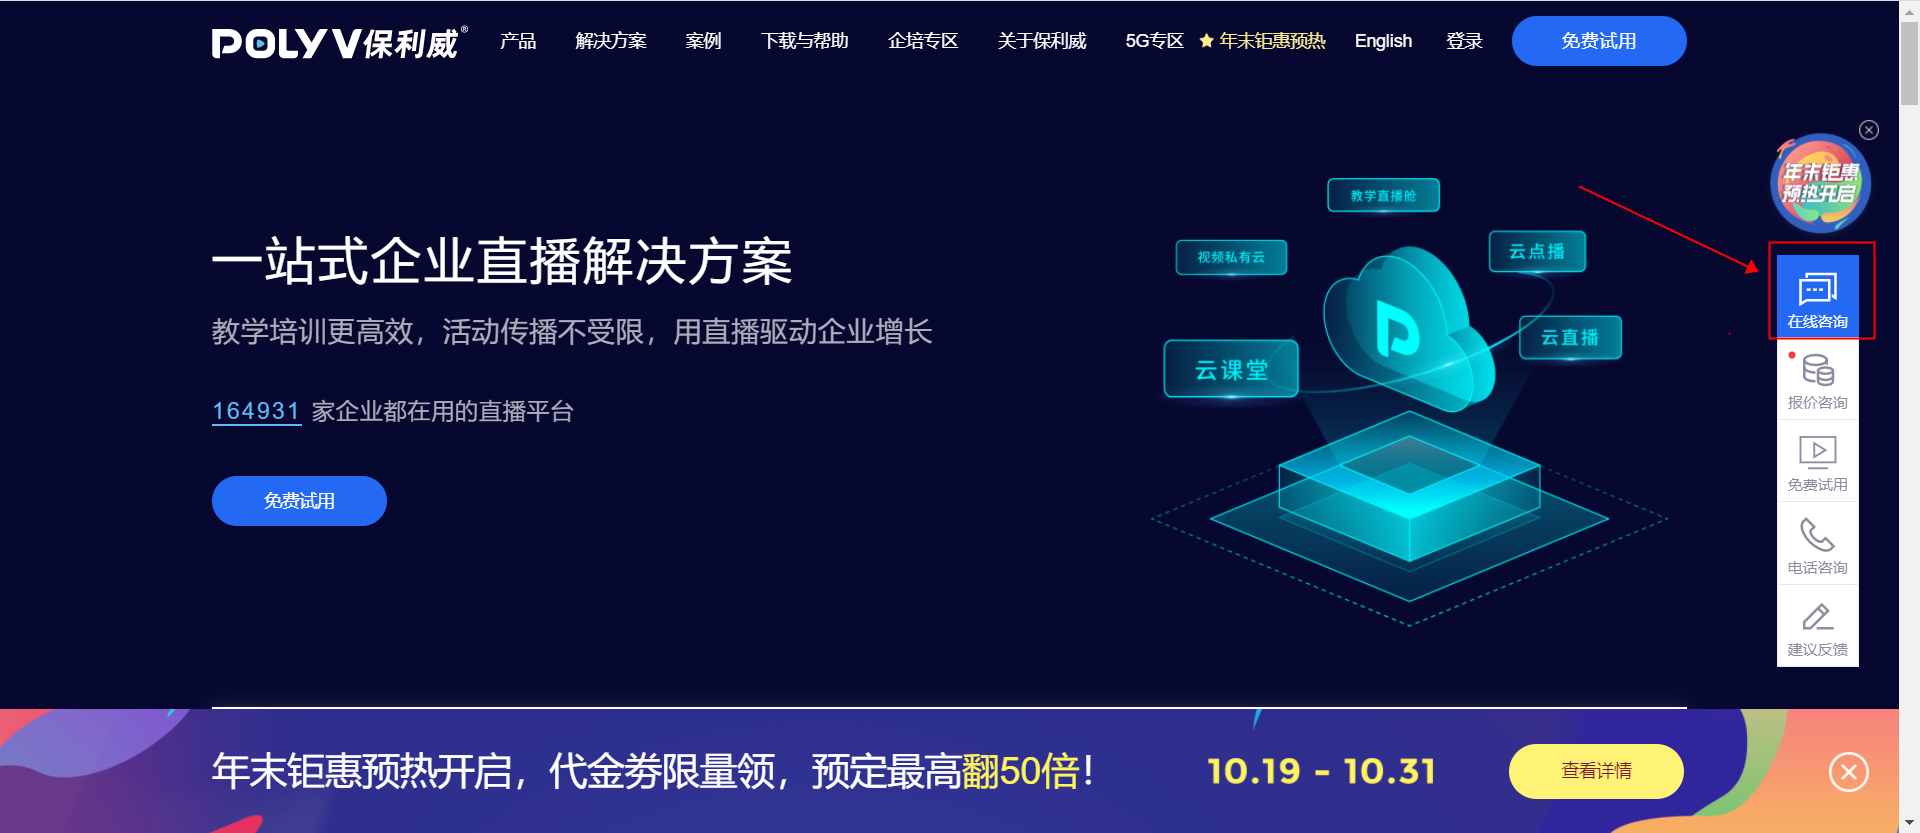 POLYV保利威®
产品
解决方案
案例
下载与帮助
企培专区
关于保利威
5G专区
年末钜惠预热
English
登录
免费试用
年末钜惠
预热开启
教学直播舱
视频私有云
云点播
云直播
云课堂
一站式企业直播解决方案
教学培训更高效，活动传播不受限，用直播驱动企业增长
164931 家企业都在用的直播平台
免费试用
在线咨询
报价咨询
免费试用
电话咨询
建议反馈
年末钜惠预热开启，代金券限量领，预定最高翻50倍！
10.19 - 10.31
查看详情